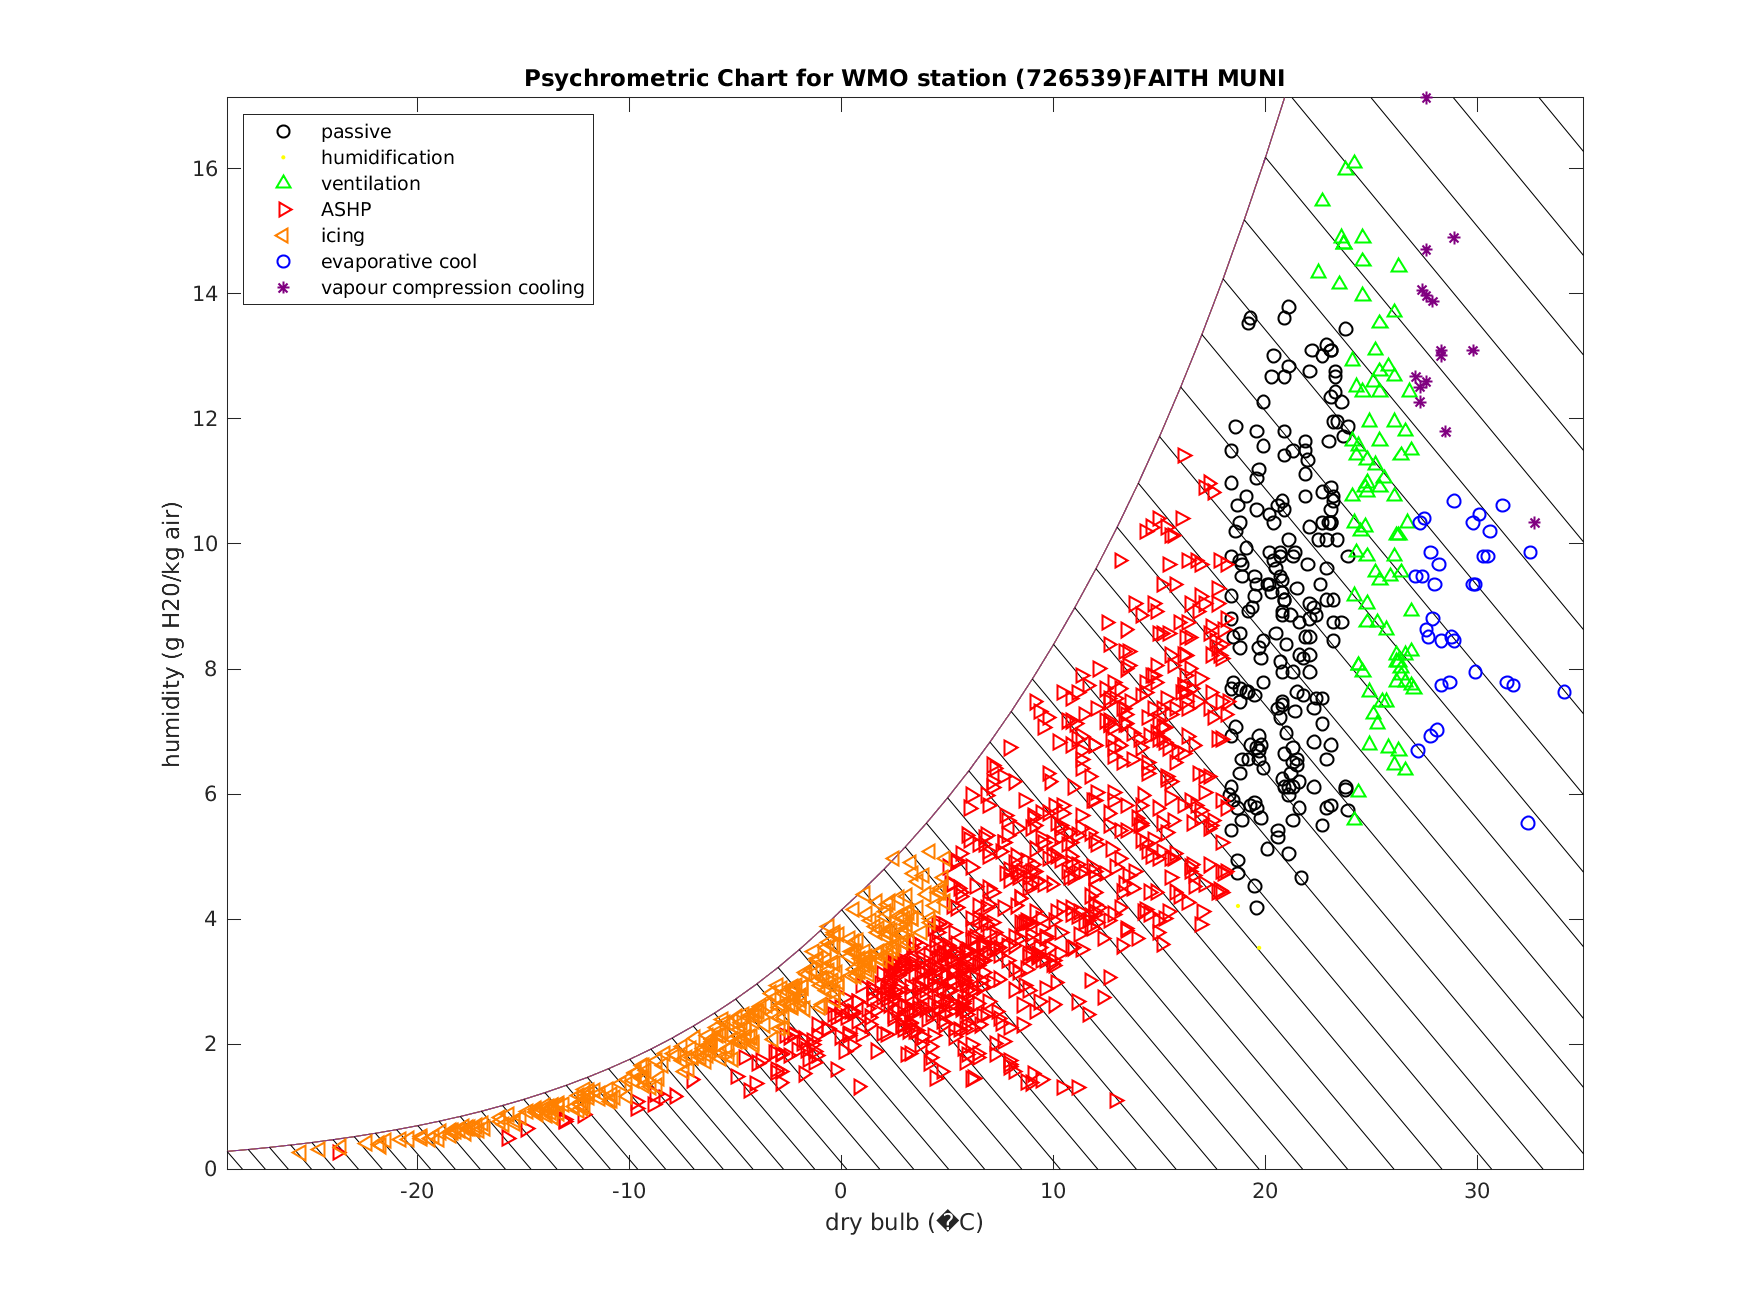 Psychrometric Chart for WMO station (726539)FAITH MUNI
passive
humidification
ventilation
ASHP
icing
evaporative cool
vapour compression cooling
humidity (g H20/kg air)
16
14
12
10
8
6
4
2
0
-20 -10 0 10 20 30
dry bulb (�C)